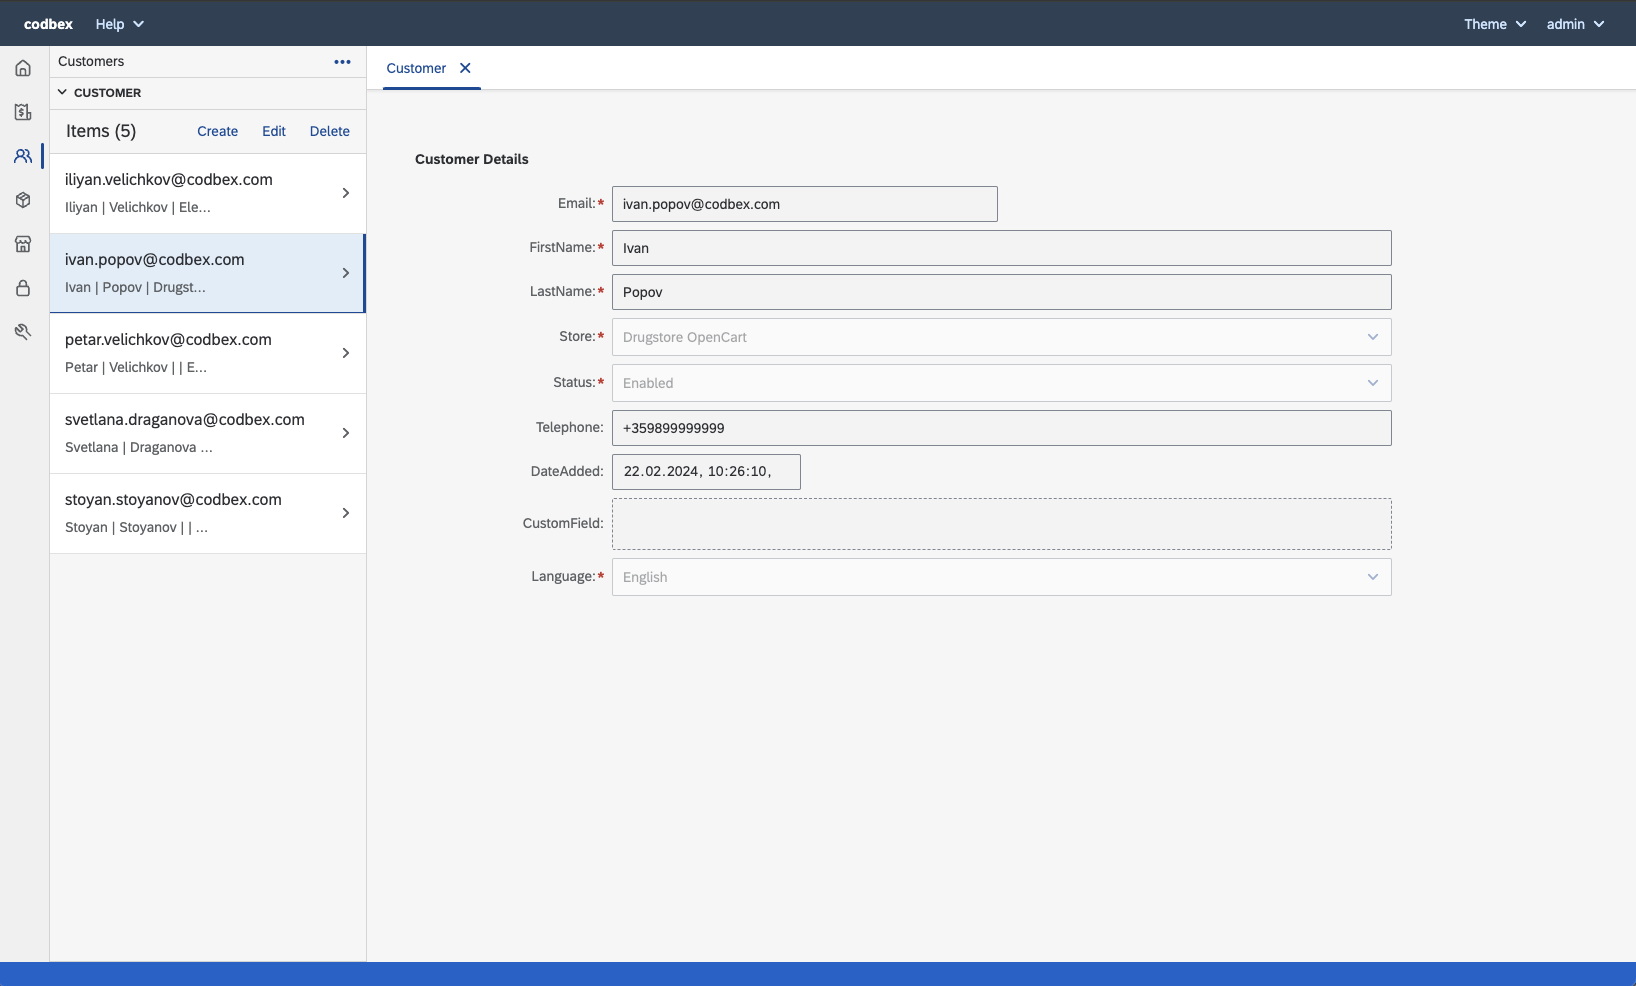 codbex Help Theme admin
Customers
CUSTOMER
Items (5) Create Edit Delete
iliyan.velichkov@codbex.com
Iliyan | Velichkov | Ele...
ivan.popov@codbex.com
Ivan | Popov | Drugst...
petar.velichkov@codbex.com
Petar | Velichkov | | E...
svetlana.draganova@codbex.com
Svetlana | Draganova ...
stoyan.stoyanov@codbex.com
Stoyan | Stoyanov | | ...
Customer
Customer Details
Email:* ivan.popov@codbex.com
FirstName:* Ivan
LastName:* Popov
Store:* Drugstore OpenCart
Status:* Enabled
Telephone: +359899999999
DateAdded: 22.02.2024, 10:26:10,
CustomField:
Language:* English